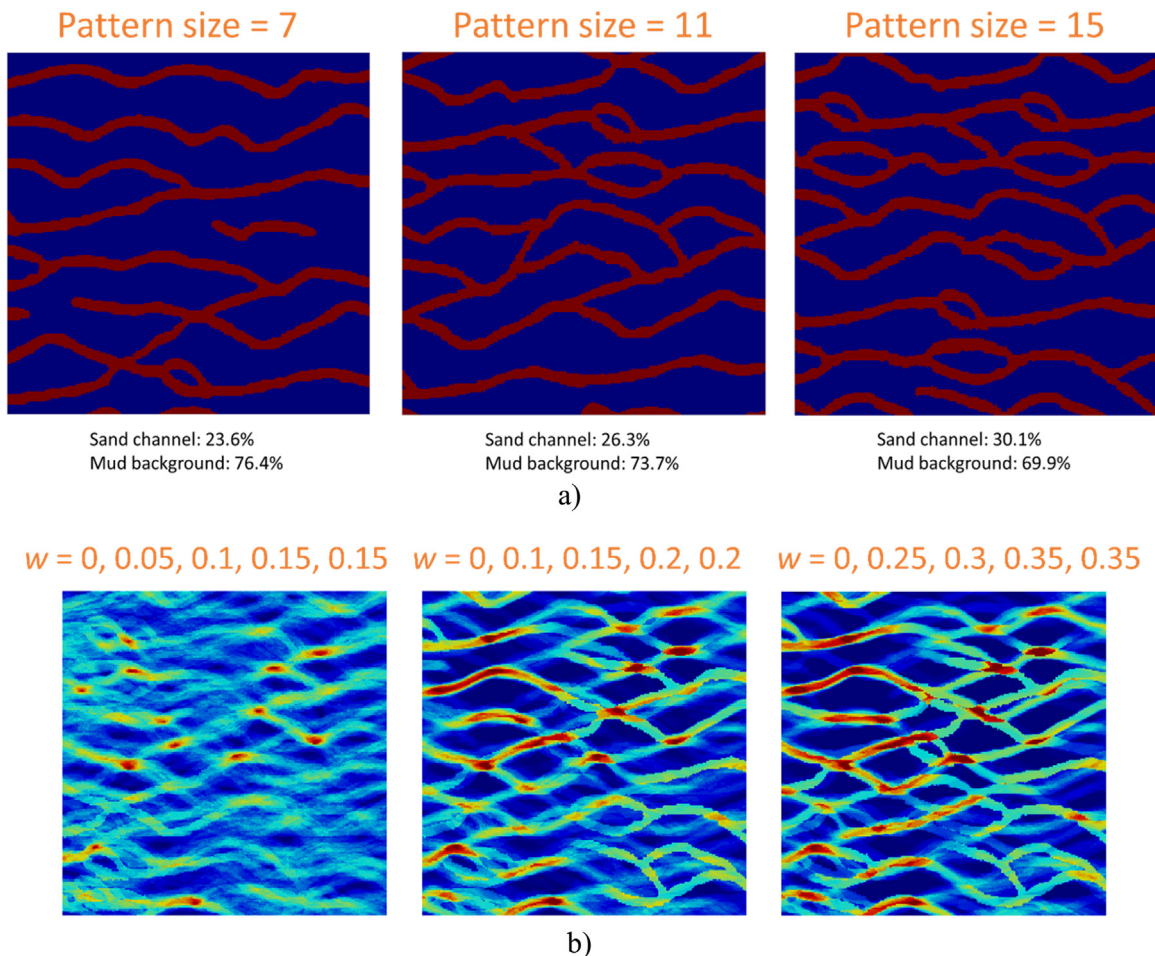 Pattern size = 7
Pattern size = 11
Pattern size = 15
Sand channel: 23.6%
Mud background: 76.4%
Sand channel: 26.3%
Mud background: 73.7%
Sand channel: 30.1%
Mud background: 69.9%
a)
w = 0, 0.05, 0.1, 0.15, 0.15
w = 0, 0.1, 0.15, 0.2, 0.2
w = 0, 0.25, 0.3, 0.35, 0.35
b)